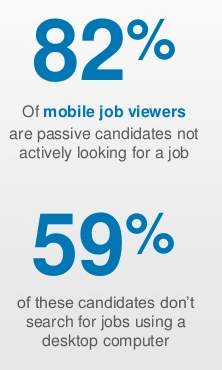 82%
Of mobile job viewers
are passive candidates not
actively looking for a job
59%
of these candidates don't
search for jobs using a
desktop computer